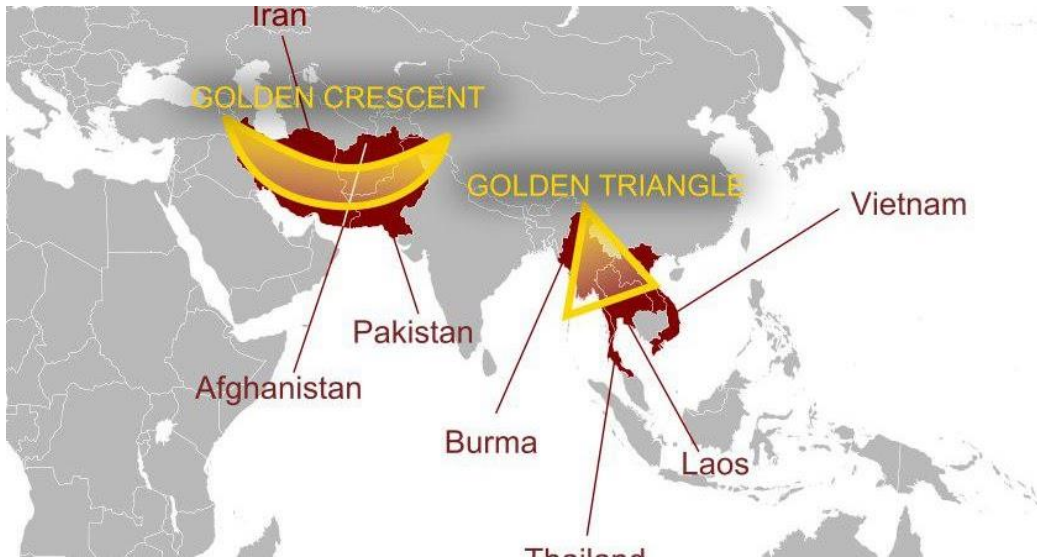 Iran
GOLDEN CRESCENT
GOLDEN TRIANGLE
Vietnam
Pakistan
Afghanistan
Burma
Laos
Thailand